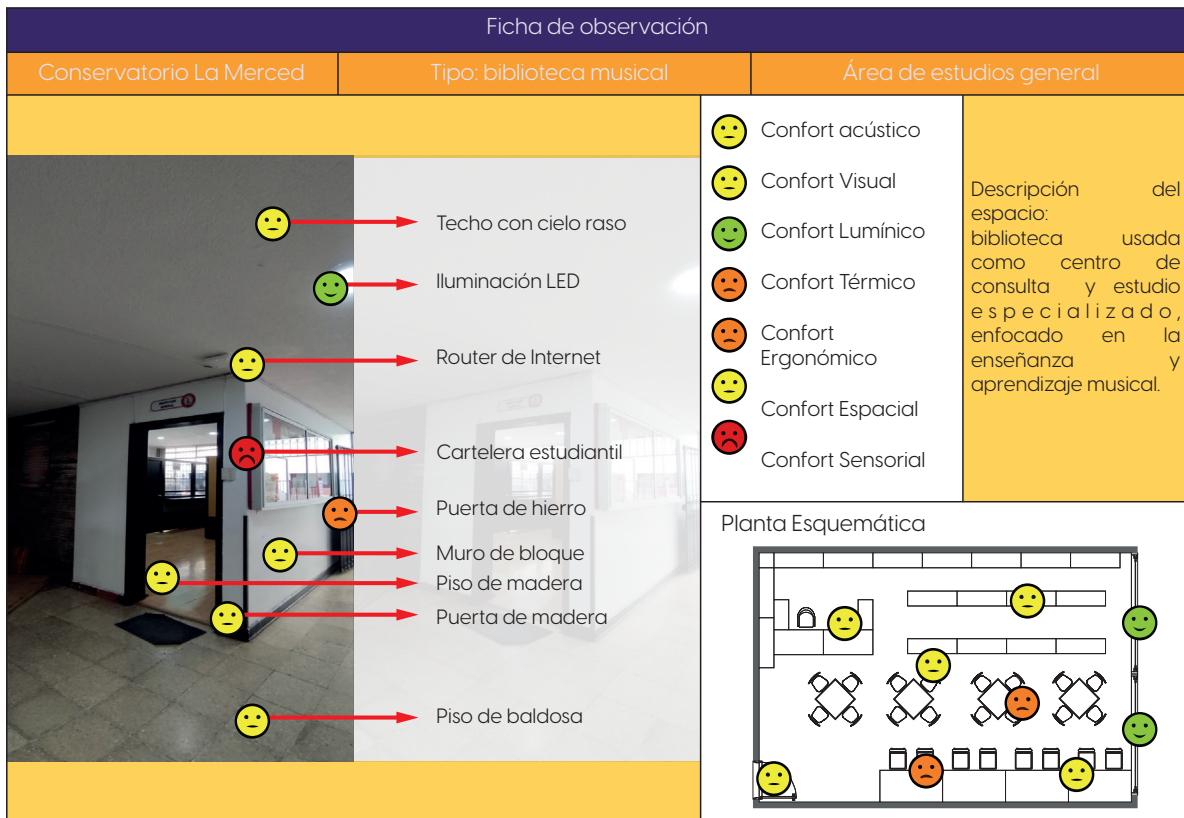 Ficha de observación
Conservatorio La Merced
Tipo: biblioteca musical
Área de estudios general
Techo con cielo raso
Iluminación LED
Router de Internet
Cartelera estudiantil
Puerta de hierro
Muro de bloque
Piso de madera
Puerta de madera
Piso de baldosa
Confort acústico
Confort Visual
Confort Lumínico
Confort Térmico
Confort
Ergonómico
Confort Espacial
Confort Sensorial
Descripción del
espacio:
biblioteca usada
como centro de
consulta y estudio
especializado,
enfocado en la
enseñanza y
aprendizaje musical.
Planta Esquemática